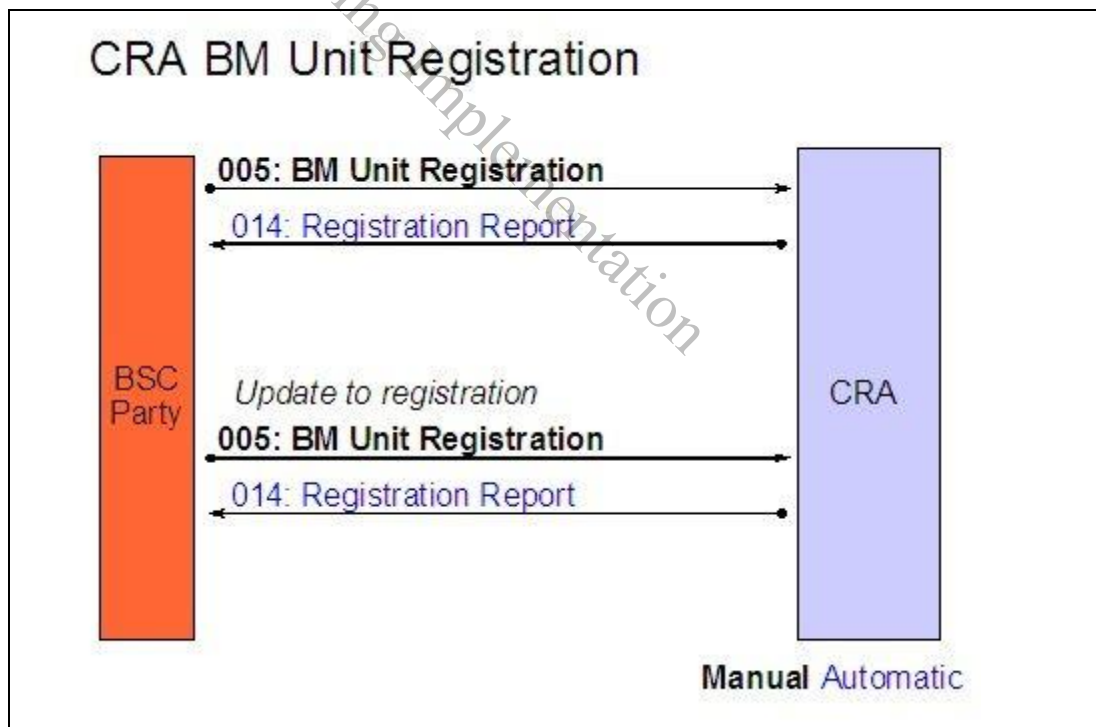 CRA BM Unit Registration
005: BM Unit Registration
014: Registration Report
BSC
Party
Update to registration
CRA
005: BM Unit Registration
014: Registration Report
Manual Automatic
Implementation